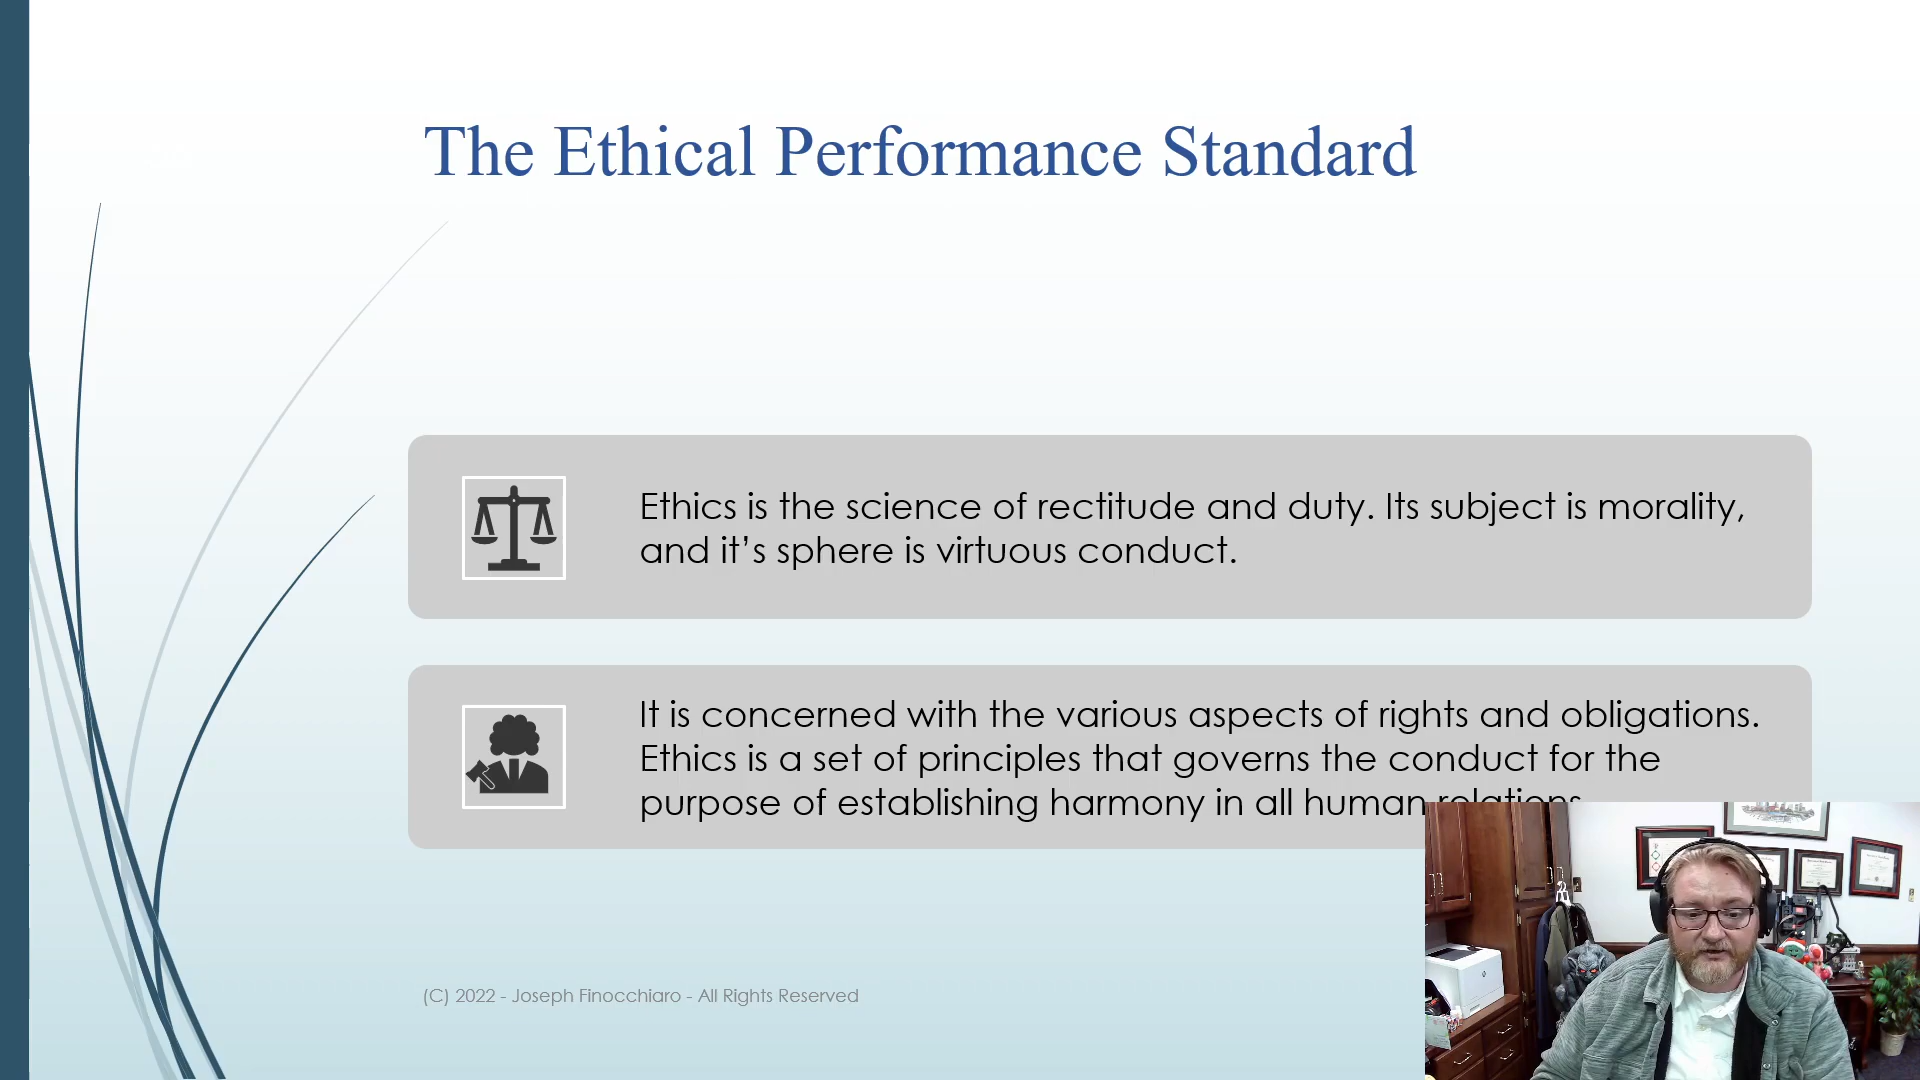 The Ethical Performance Standard
Ethics is the science of rectitude and duty. Its subject is morality,
and it’s sphere is virtuous conduct.
It is concerned with the various aspects of rights and obligations.
Ethics is a set of principles that governs the conduct for the
purpose of establishing harmony in all human relations.
(C) 2022 - Joseph Finocchiaro - All Rights Reserved